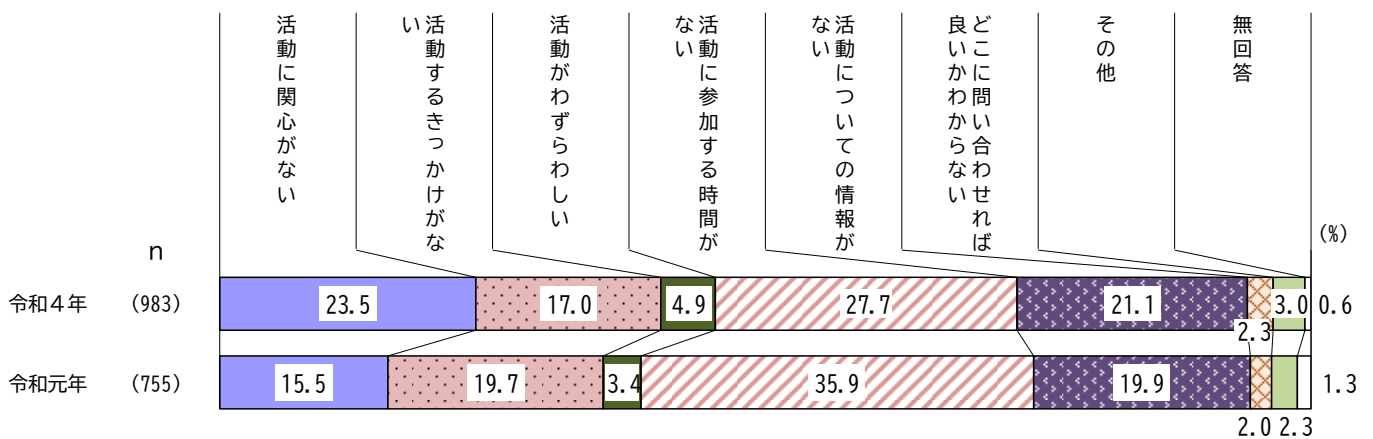 活動に関心がない
活動するきっかけがな
い
活動がわずらわしい
活動に参加する時間が
ない
活動についての情報が
ない
どこに問い合わせれば
良いかわからない
その他
無回答
(%)
n
令和4年 (983) 23.5 17.0 4.9 27.7 21.1 2.3 3.0 0.6
令和元年 (755) 15.5 19.7 3.4 35.9 19.9 2.0 2.3 1.3